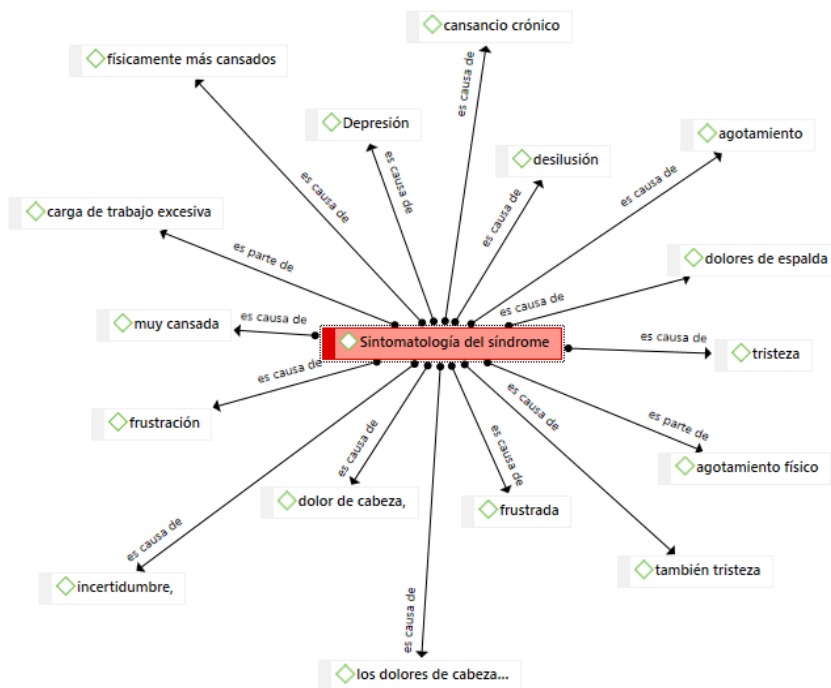 cansancio crónico
es causa de
físicamente más cansados
es causa de
Depresión
es causa de
desilusión
es causa de
agotamiento
es causa de
carga de trabajo excesiva
es parte de
dolores de espalda
es causa de
muy cansada
es causa de
Sintomatología del síndrome
es causa de
tristeza
es causa de
frustración
es parte de
agotamiento físico
es causa de
dolor de cabeza,
es causa de
frustrada
es causa de
también tristeza
es causa de
incertidumbre,
es causa de
los dolores de cabeza...